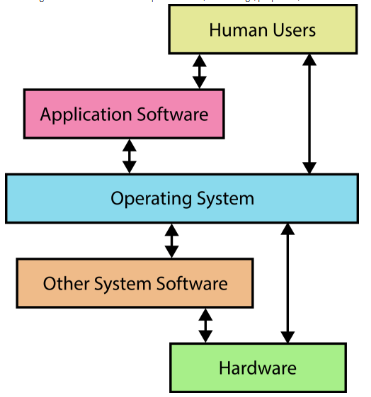 Human Users
Application Software
Operating System
Other System Software
Hardware